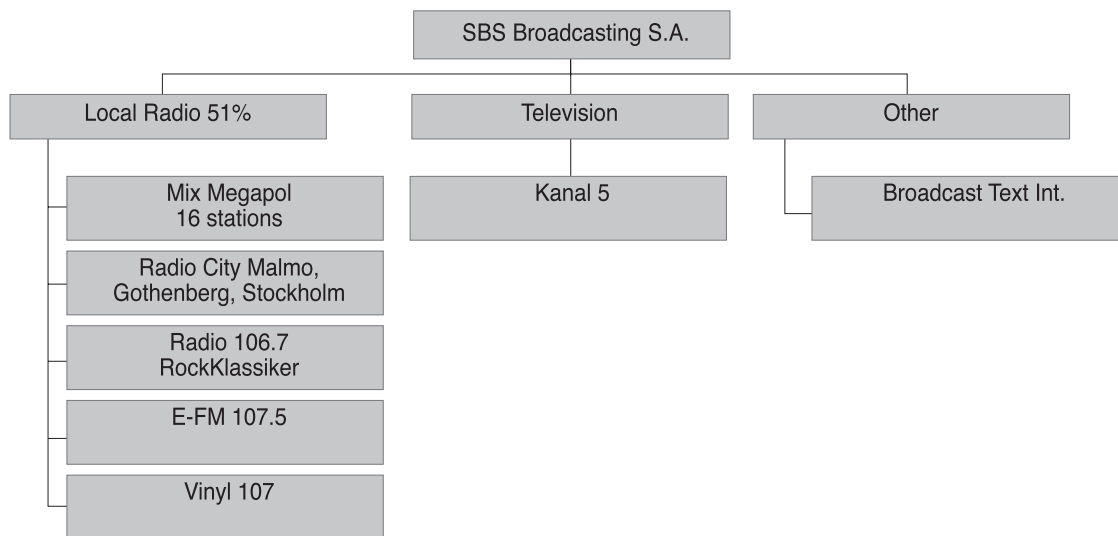 SBS Broadcasting S.A.
Local Radio 51%
Television
Other
Mix Megapol
16 stations
Kanal 5
Broadcast Text Int.
Radio City Malmo,
Gothenberg, Stockholm
Radio 106.7
RockKlassiker
E-FM 107.5
Vinyl 107